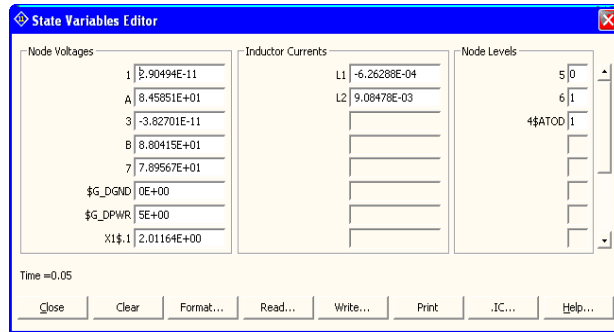 State Variables Editor
Node Voltages Inductor Currents Node Levels
1 2.90494E-11 L1 -6.26288E-04 5 0
A 8.45851E+01 L2 9.08478E-03 6 1
3 -3.82701E-11 4$ATOD 1
B 8.80415E+01
7 7.89567E+01
$G_DGND 0E+00
$G_DPWR 5E+00
X1$.1 2.01164E+00
Time =0.05
Close Clear Format... Read... Write... Print .IC... Help...